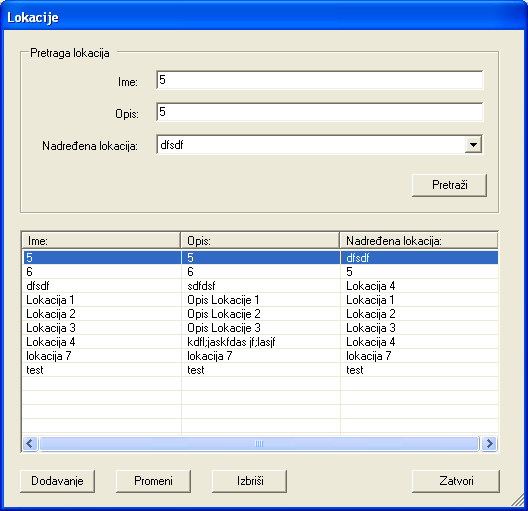 Lokacije
Pretraga lokacija
Ime: 5
Opis: 5
Nadređena lokacija: dfsdf
Pretraži
Ime: Opis: Nadređena lokacija:
5 5 dfsdf
6 6 5
dfsdf sdfdsf Lokacija 4
Lokacija 1 Opis Lokacije 1 Lokacija 1
Lokacija 2 Opis Lokacije 2 Lokacija 2
Lokacija 3 Opis Lokacije 3 Lokacija 3
Lokacija 4 kdfl;jaskfdas jf;lasjf Lokacija 4
lokacija 7 lokacija 7 lokacija 7
test test test
Dodavanje Promeni Izbriši Zatvori